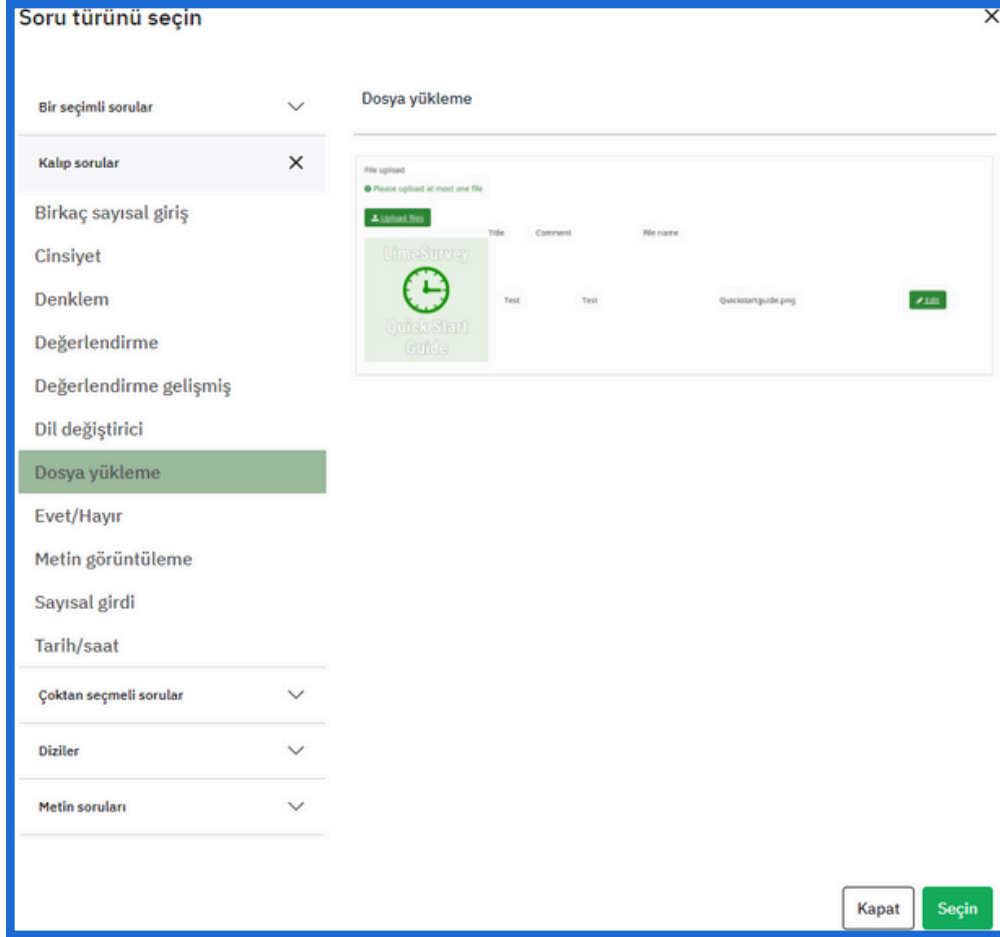 Soru türünü seçin
Bir seçimli sorular
Kalıp sorular
Birkaç sayısal giriş
Cinsiyet
Denklem
Değerlendirme
Değerlendirme gelişmiş
Dil değiştirici
Dosya yükleme
Evet/Hayır
Metin görüntüleme
Sayısal girdi
Tarih/saat
Çoktan seçmeli sorular
Diziler
Metin soruları
Dosya yükleme
File upload
Please upload at most one file
Upload files
Title Comment File name
LimeSurvey
Quick Start
Guide
Test Test Quickstartguide.png Edit
Kapat Seçin